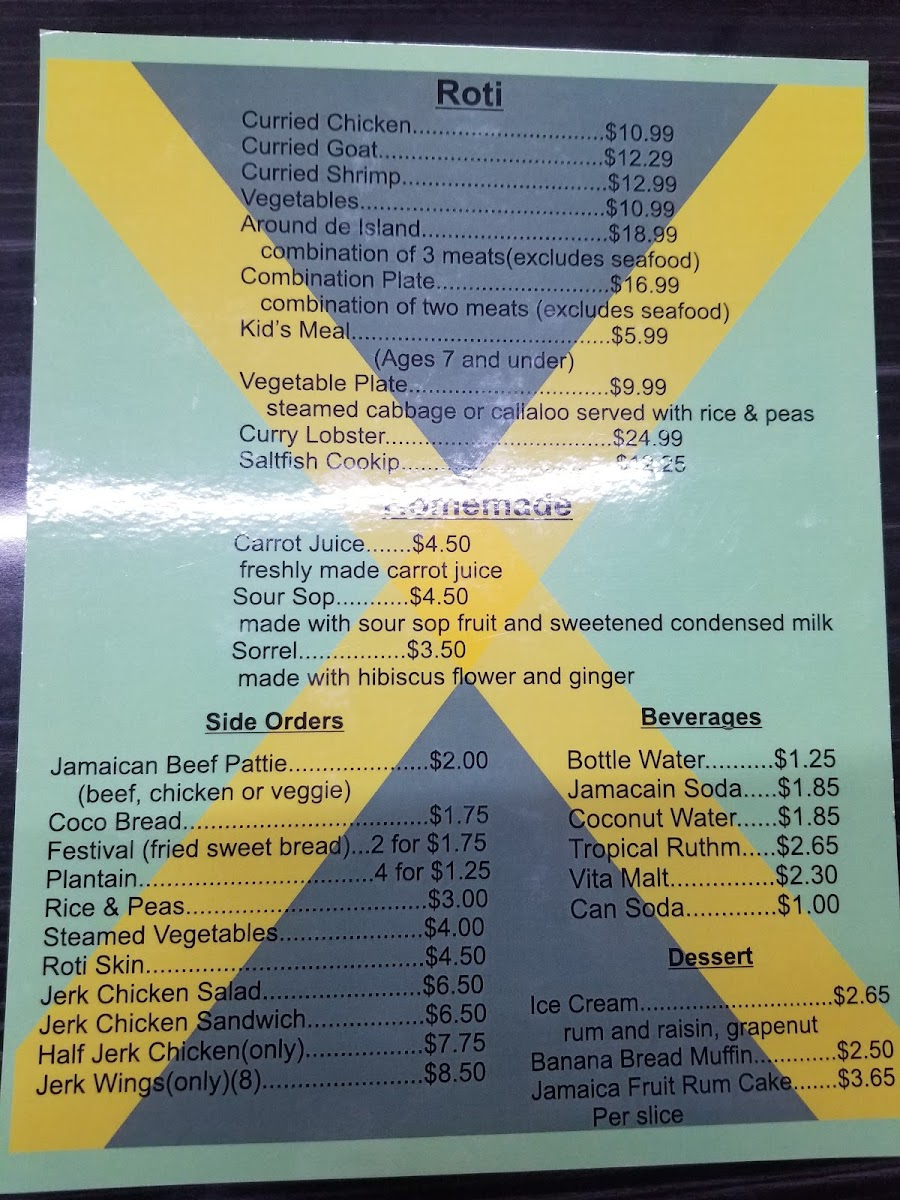 Roti
Curried Chicken..............................$10.99
Curried Goat...................................$12.29
Curried Shrimp................................$12.99
Vegetables......................................$10.99
Around de Island............................$18.99
combination of 3 meats(excludes seafood)
Combination Plate..........................$16.99
combination of two meats (excludes seafood)
Kid's Meal.......................................$5.99
(Ages 7 and under)
Vegetable Plate..............................$9.99
steamed cabbage or callaloo served with rice & peas
Curry Lobster..................................$24.99
Saltfish Cookip................................
Homemade
Carrot Juice.......$4.50
freshly made carrot juice
Sour Sop...........$4.50
made with sour sop fruit and sweetened condensed milk
Sorrel................$3.50
made with hibiscus flower and ginger
Side Orders
Jamaican Beef Pattie.....................$2.00
(beef, chicken or veggie)
Coco Bread.....................................$1.75
Festival (fried sweet bread)...2 for $1.75
Plantain...............................4 for $1.25
Rice & Peas....................................$3.00
Steamed Vegetables......................$4.00
Roti Skin..........................................$4.50
Jerk Chicken Salad........................$6.50
Jerk Chicken Sandwich.................$6.50
Half Jerk Chicken(only)..................$7.75
Jerk Wings(only)(8)........................$8.50
Beverages
Bottle Water..........$1.25
Jamacain Soda.....$1.85
Coconut Water......$1.85
Tropical Ruthm.....$2.65
Vita Malt................$2.30
Can Soda..............$1.00
Dessert
Ice Cream.............................$2.65
rum and raisin, grapenut
Banana Bread Muffin............$2.50
Jamaica Fruit Rum Cake.......$3.65
Per slice